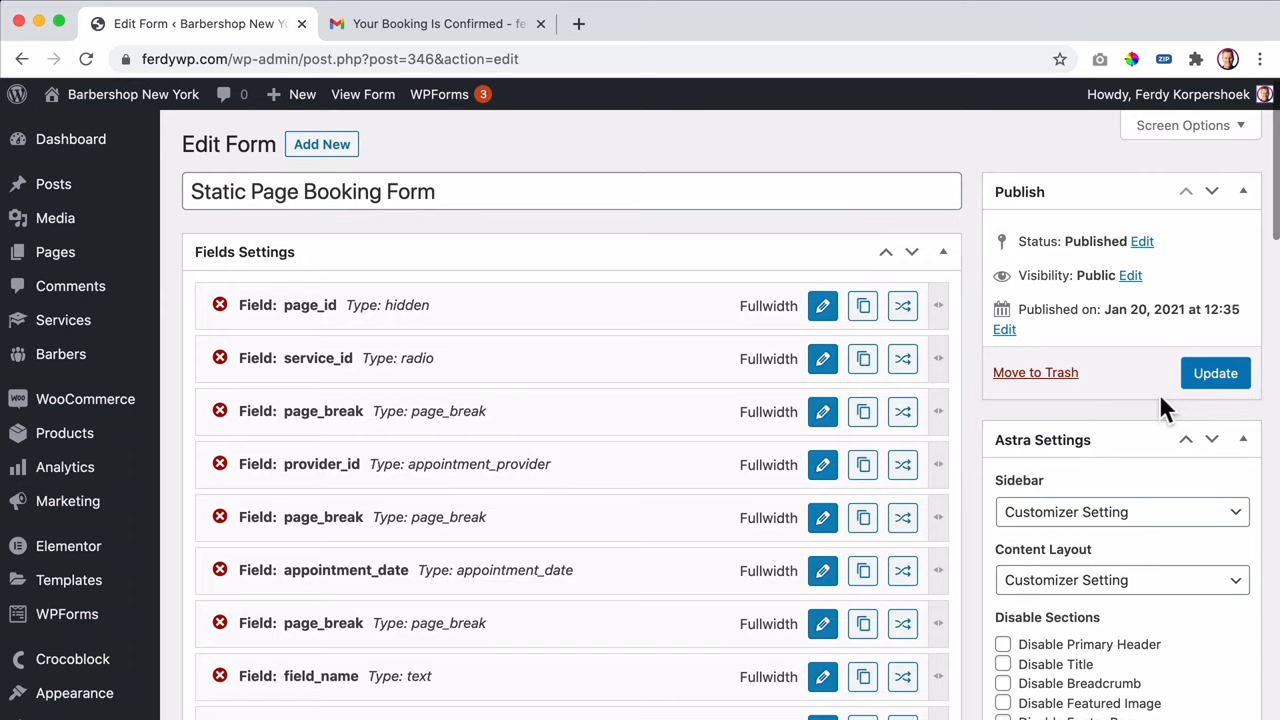 Edit Form ‹ Barbershop New Yo
Your Booking Is Confirmed - fe
ferdywp.com/wp-admin/post.php?post=346&action=edit
ZIP
Barbershop New York
0
New
View Form
WPForms
3
Howdy, Ferdy Korpershoek
Dashboard
Posts
Media
Pages
Comments
Services
Barbers
WOO
WooCommerce
Products
Analytics
Marketing
Elementor
Templates
WPForms
Crocoblock
Appearance
Edit Form
Add New
Screen Options
Static Page Booking Form
Fields Settings
Field: page_id Type: hidden Fullwidth
Field: service_id Type: radio Fullwidth
Field: page_break Type: page_break Fullwidth
Field: provider_id Type: appointment_provider Fullwidth
Field: page_break Type: page_break Fullwidth
Field: appointment_date Type: appointment_date Fullwidth
Field: page_break Type: page_break Fullwidth
Field: field_name Type: text Fullwidth
Publish
Status: Published Edit
Visibility: Public Edit
Published on: Jan 20, 2021 at 12:35
Edit
Move to Trash
Update
Astra Settings
Sidebar
Customizer Setting
Content Layout
Customizer Setting
Disable Sections
Disable Primary Header
Disable Title
Disable Breadcrumb
Disable Featured Image